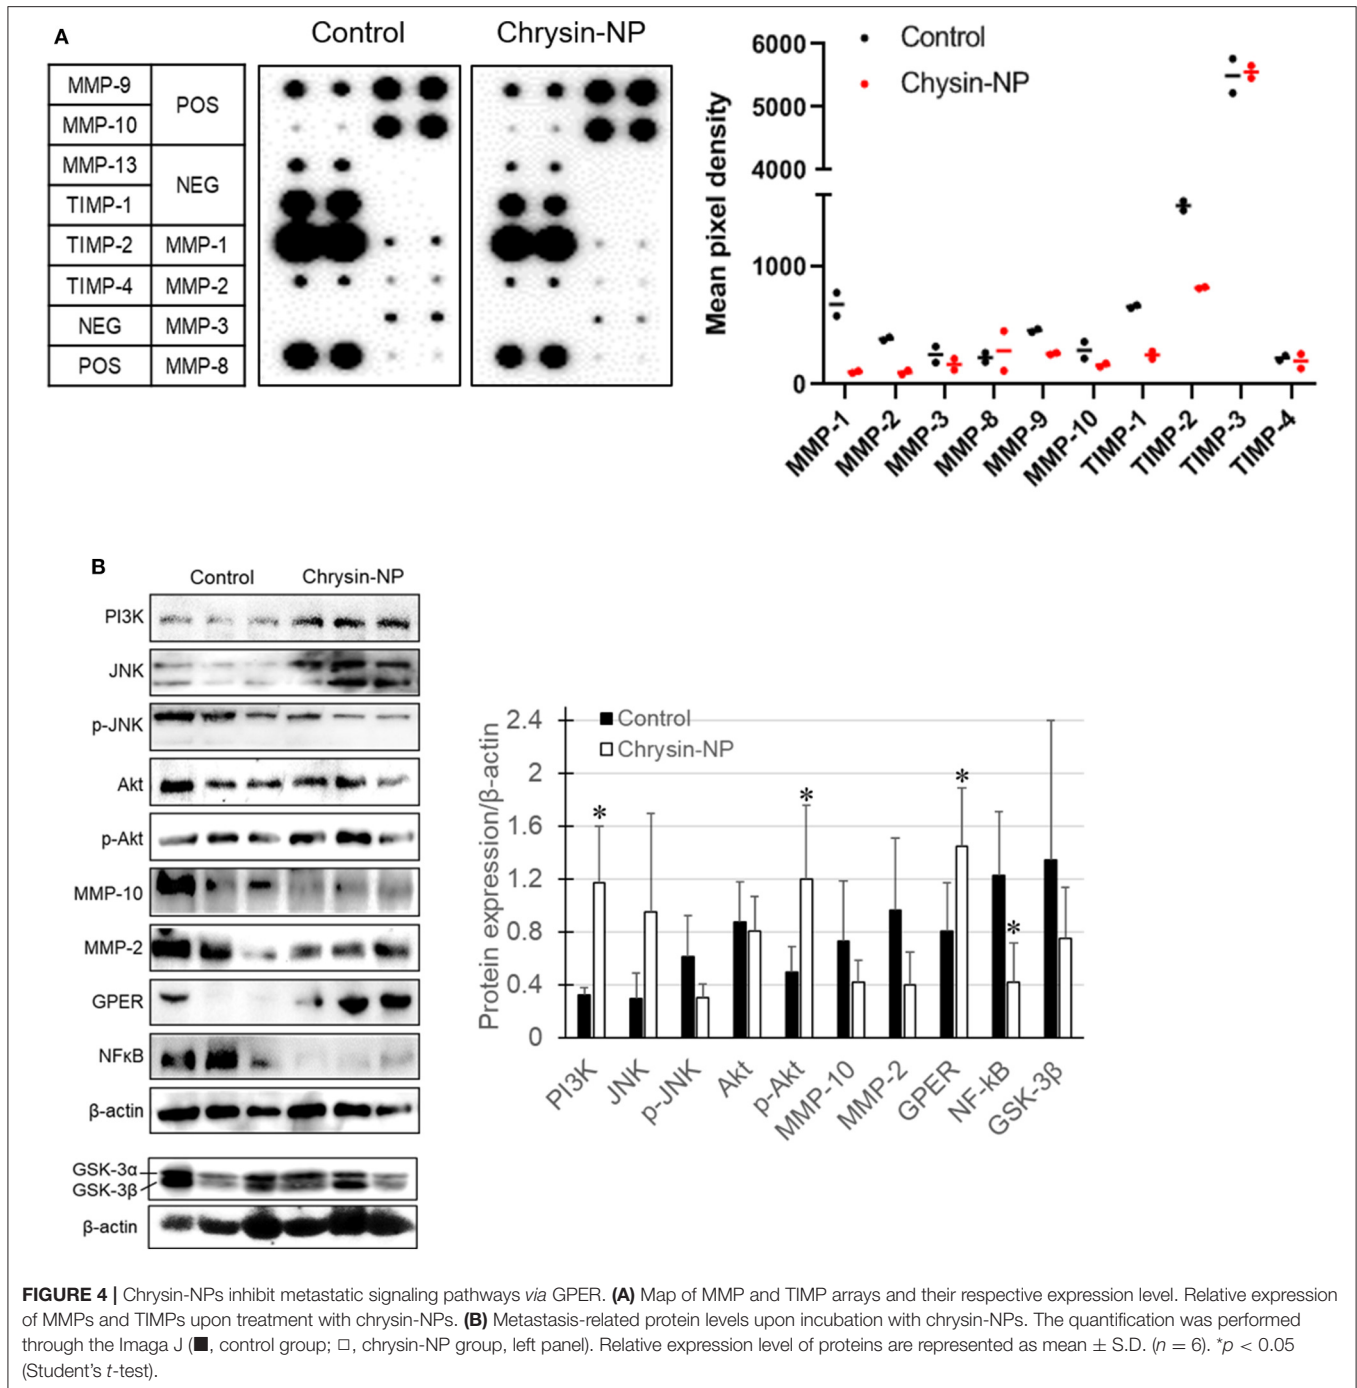 A
Control
Chrysin-NP
MMP-9
POS
MMP-10
MMP-13
NEG
TIMP-1
TIMP-2
MMP-1
TIMP-4
MMP-2
NEG
MMP-3
POS
MMP-8
Control
Chysin-NP
Mean pixel density
6000
5000
4000
1000
0
MMP-1
MMP-2
MMP-3
MMP-8
MMP-9
MMP-10
TIMP-1
TIMP-2
TIMP-3
TIMP-4
B
Control
Chrysin-NP
PI3K
JNK
p-JNK
Akt
p-Akt
MMP-10
MMP-2
GPER
NFκB
β-actin
GSK-3α
GSK-3β
β-actin
Control
Chrysin-NP
Protein expression/β-actin
2.4
2
1.6
1.2
0.8
0.4
0
*
*
*
*
PI3K
JNK
p-JNK
Akt
p-Akt
MMP-10
MMP-2
GPER
NF-kB
GSK-3β
FIGURE 4 | Chrysin-NPs inhibit metastatic signaling pathways via GPER. (A) Map of MMP and TIMP arrays and their respective expression level. Relative expression
of MMPs and TIMPs upon treatment with chrysin-NPs. (B) Metastasis-related protein levels upon incubation with chrysin-NPs. The quantification was performed
through the Imaga J (■, control group; □, chrysin-NP group, left panel). Relative expression level of proteins are represented as mean ± S.D. (n = 6). *p < 0.05
(Student's t-test).